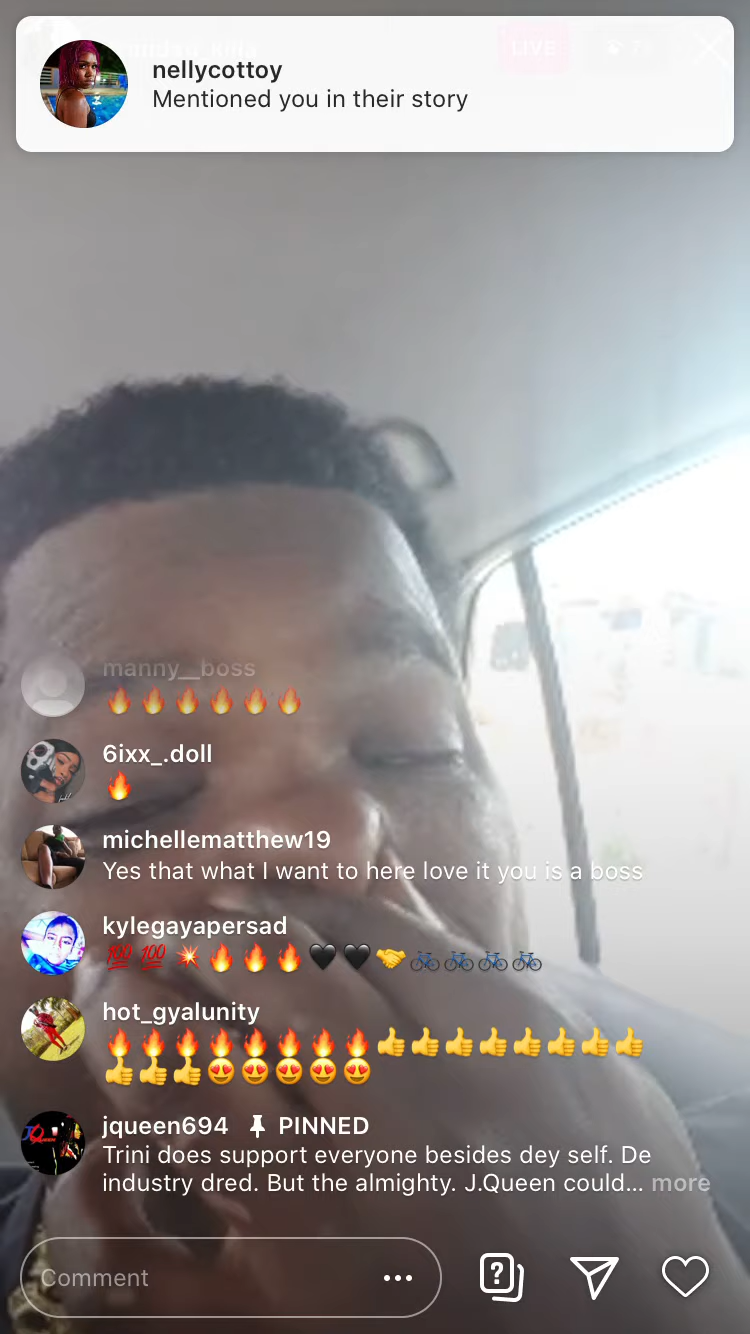 nellycottoy
Mentioned you in their story
LIVE
manny__boss
🔥🔥🔥🔥🔥🔥
6ixx_.doll
🔥
michellematthew19
Yes that what I want to here love it you is a boss
kylegayapersad
💯💯💥🔥🔥🔥🖤🖤🤝🚲🚲🚲🚲
hot_gyalunity
🔥🔥🔥🔥🔥🔥🔥🔥👍👍👍👍👍👍👍👍
👍👍👍😍😍😍😍😍
jqueen694 📌 PINNED
Trini does support everyone besides dey self. De
industry dred. But the almighty. J.Queen could... more
Comment